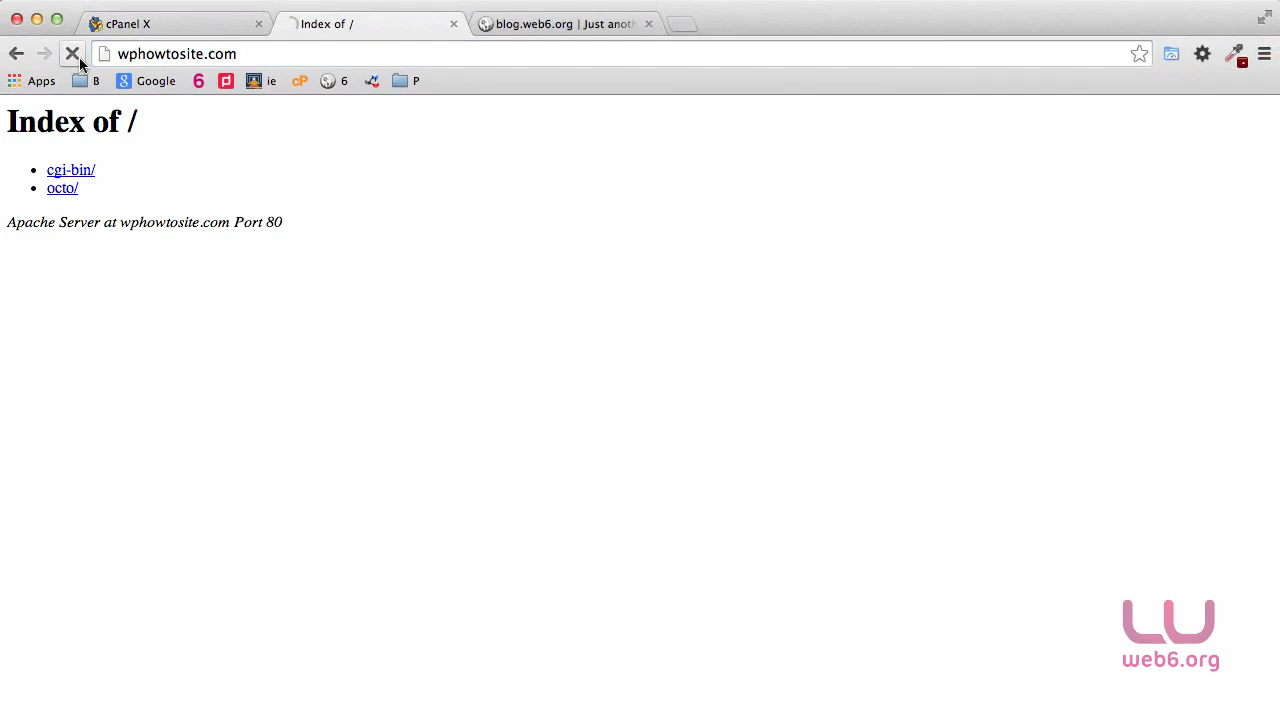 cPanel X
Index of /
blog.web6.org | Just anoth
wphowtosite.com
Apps
B
Google
6
ie
cP
6
P
Index of /
cgi-bin/
octo/
Apache Server at wphowtosite.com Port 80
web6.org